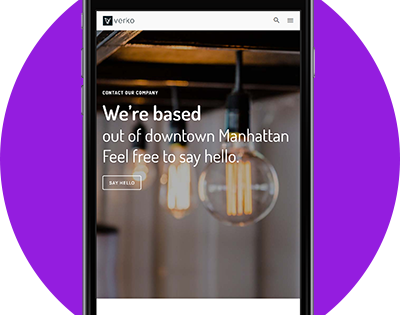 verko
CONTACT OUR COMPANY
We're based
out of downtown Manhattan
Feel free to say hello.
SAY HELLO